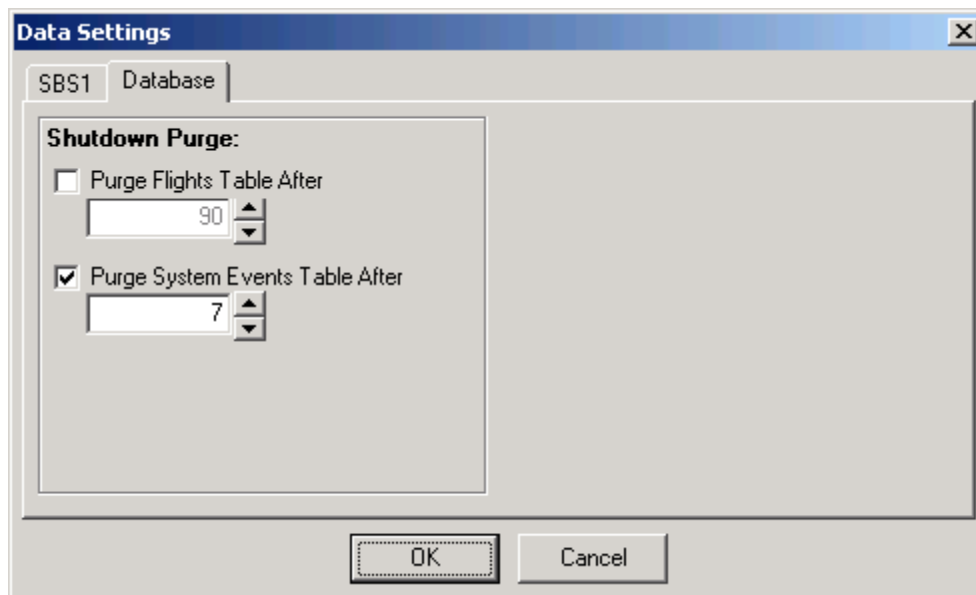 Data Settings
SBS1 Database
Shutdown Purge:
Purge Flights Table After
90
Purge System Events Table After
7
OK Cancel